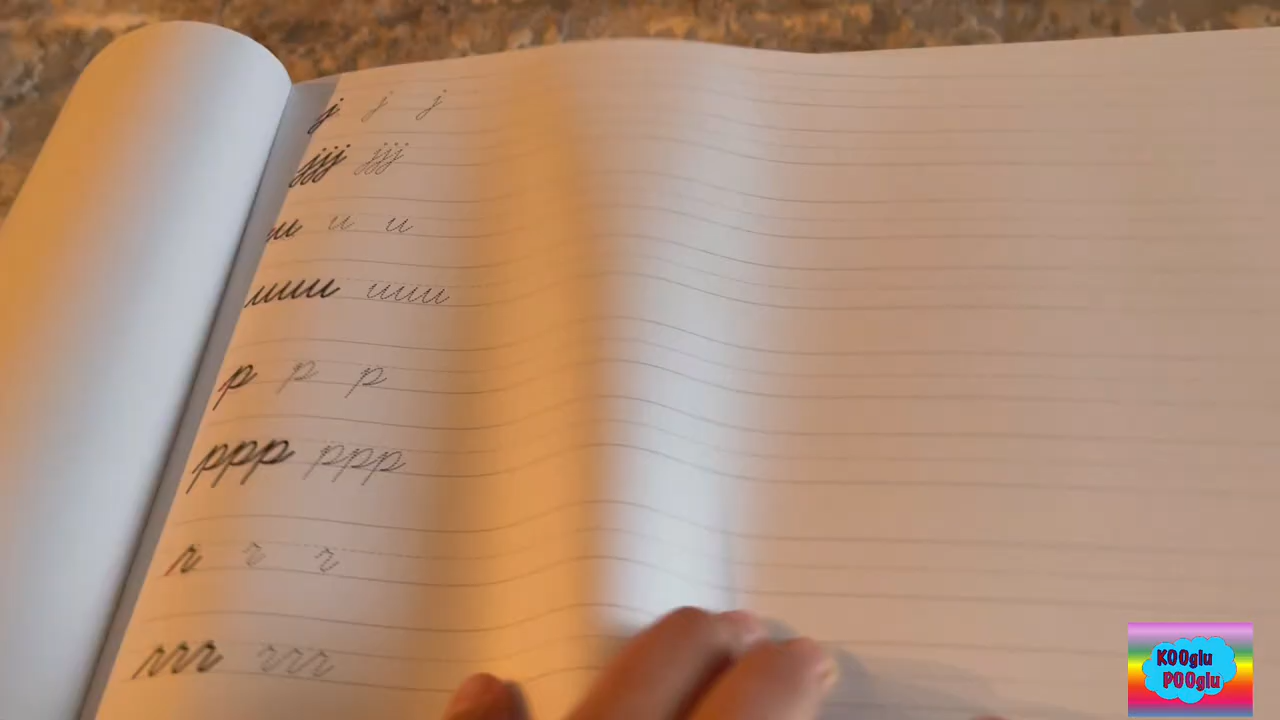 j j j
jjj jjj
u u u
uuu uuu
p p p
ppp ppp
r r r
rrr rrr
KOOglu
POOglu